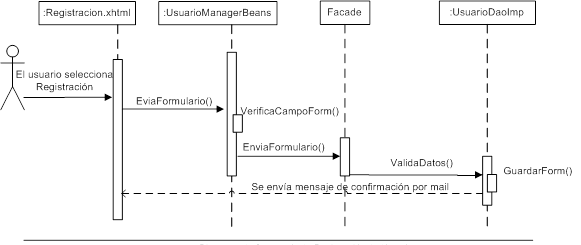 :Registracion.xhtml
:UsuarioManagerBeans
Facade
:UsuarioDaoImp
El usuario selecciona
Registración
EviaFormulario()
VerificaCampoForm()
EnviaFormulario()
ValidaDatos()
GuardarForm()
Se envía mensaje de confirmación por mail